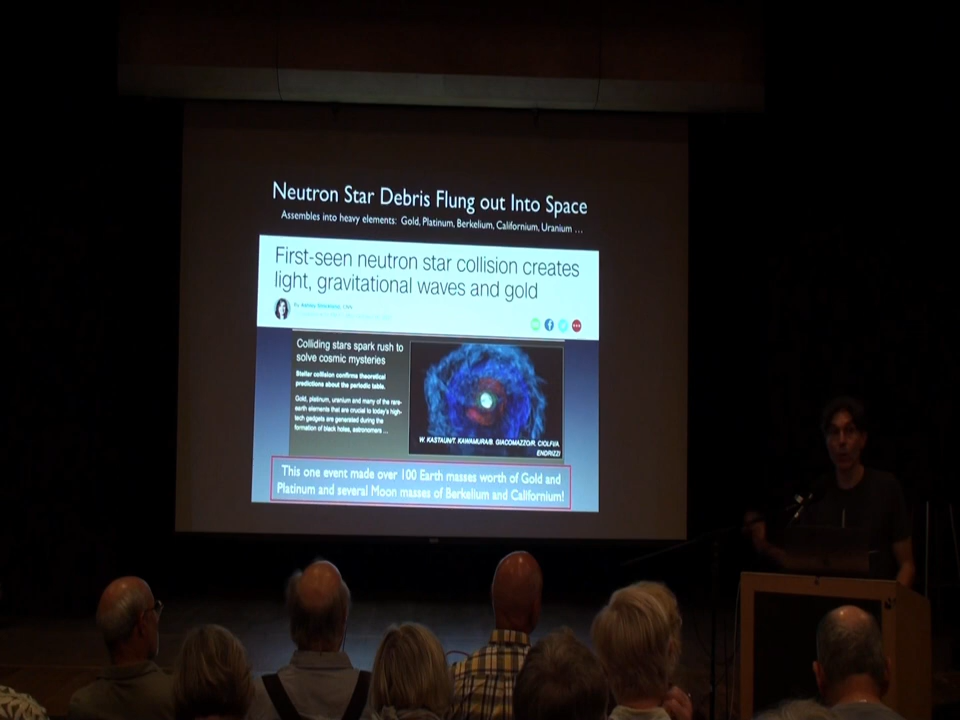 Neutron Star Debris Flung out Into Space
Assembles into heavy elements: Gold, Platinum, Berkelium, Californium, Uranium ...
First-seen neutron star collision creates
light, gravitational waves and gold
Colliding stars spark rush to
solve cosmic mysteries
Stellar collision confirms theoretical
predictions about the periodic table.
Gold, platinum, uranium and many of the rare-
earth elements that are crucial to today's high-
tech gadgets are generated during the
formation of black holes, astronomers ...
W. KASTAUN/T. KAWAMURA/B. GIACOMAZZO/R. CIOLFI/A.
ENDRIZZI
This one event made over 100 Earth masses worth of Gold and
Platinum and several Moon masses of Berkelium and Californium!